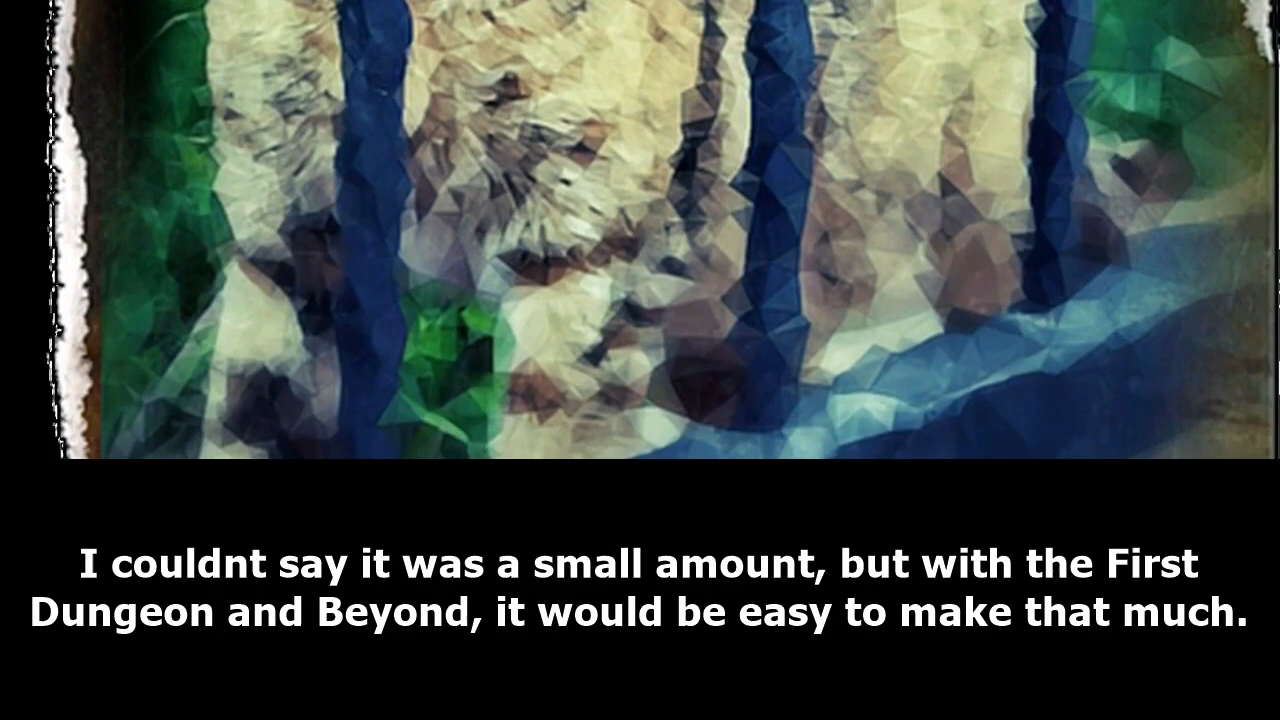 I couldnt say it was a small amount, but with the First
Dungeon and Beyond, it would be easy to make that much.